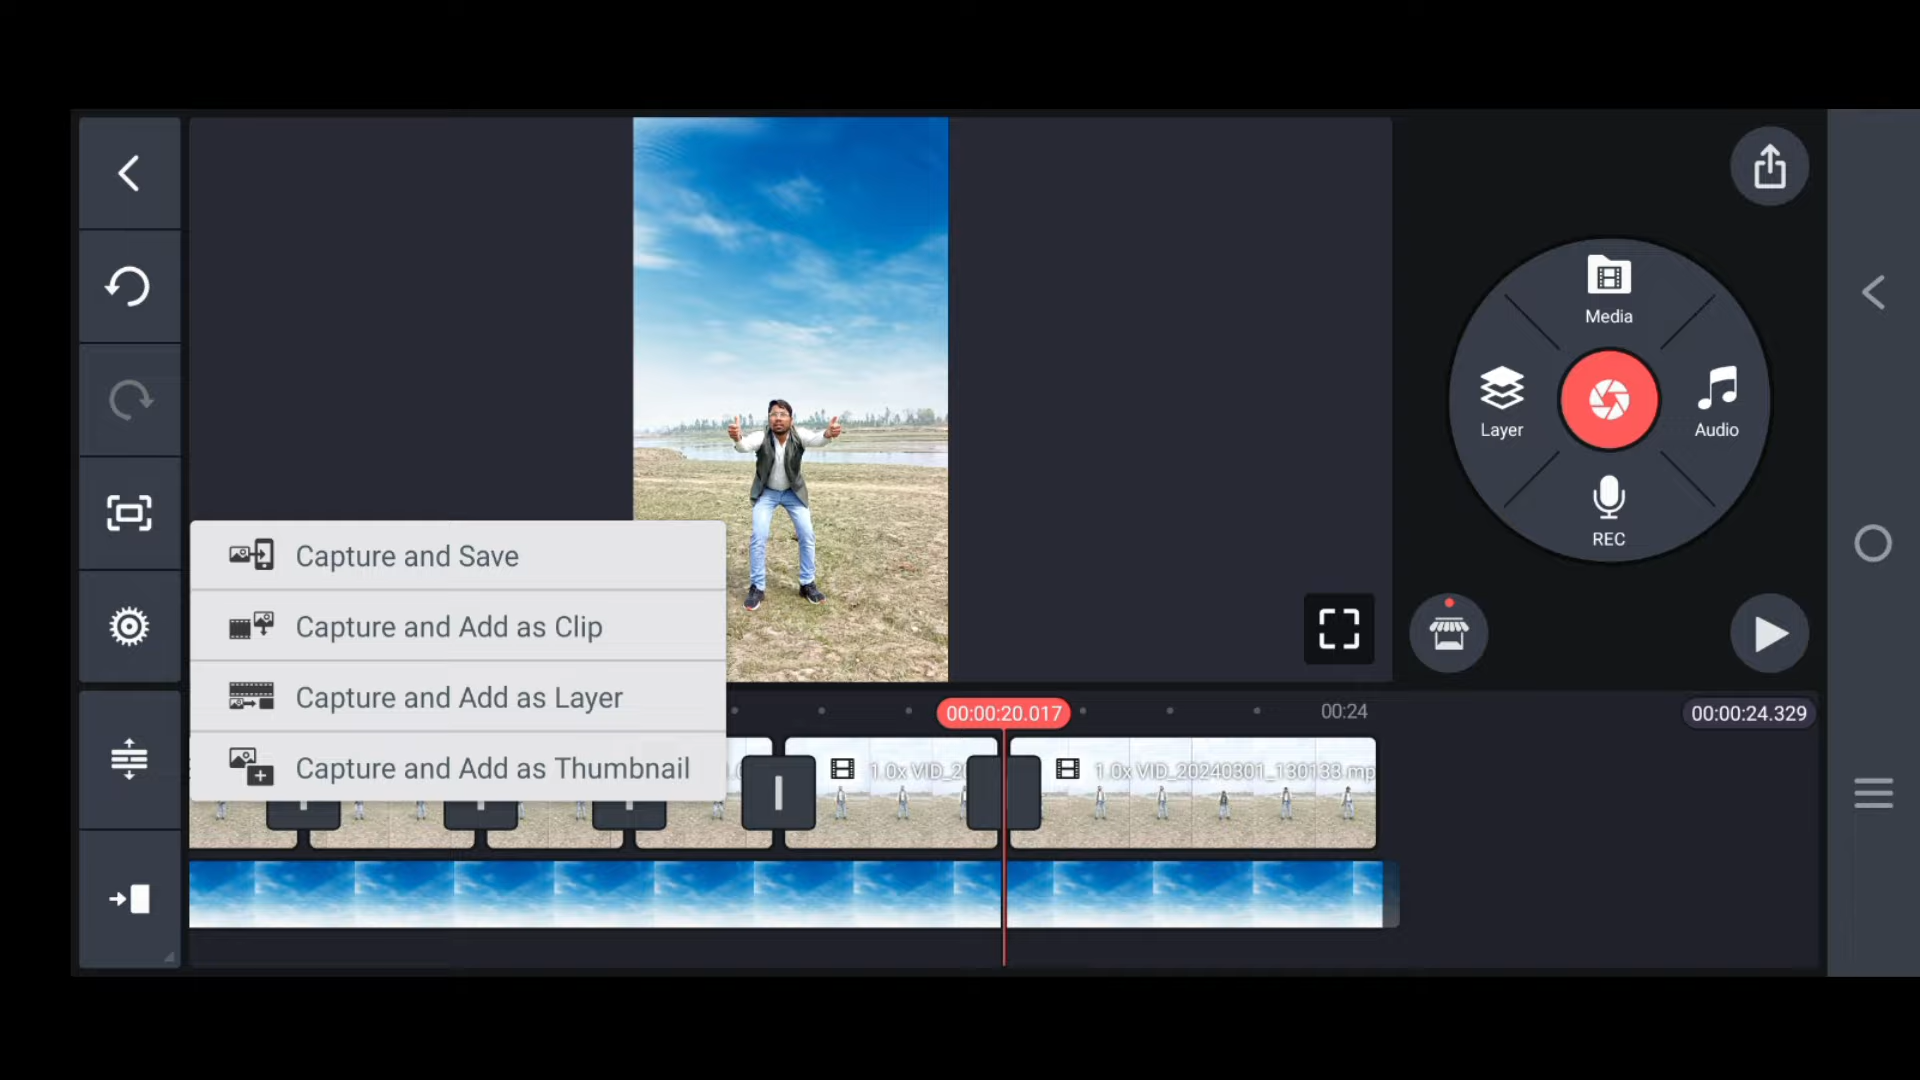 Media
Layer
Audio
REC
Capture and Save
Capture and Add as Clip
Capture and Add as Layer
Capture and Add as Thumbnail
00:00:20.017
00:24
00:00:24.329
1.0x VID_20
1.0x VID_20240301_130133.mp